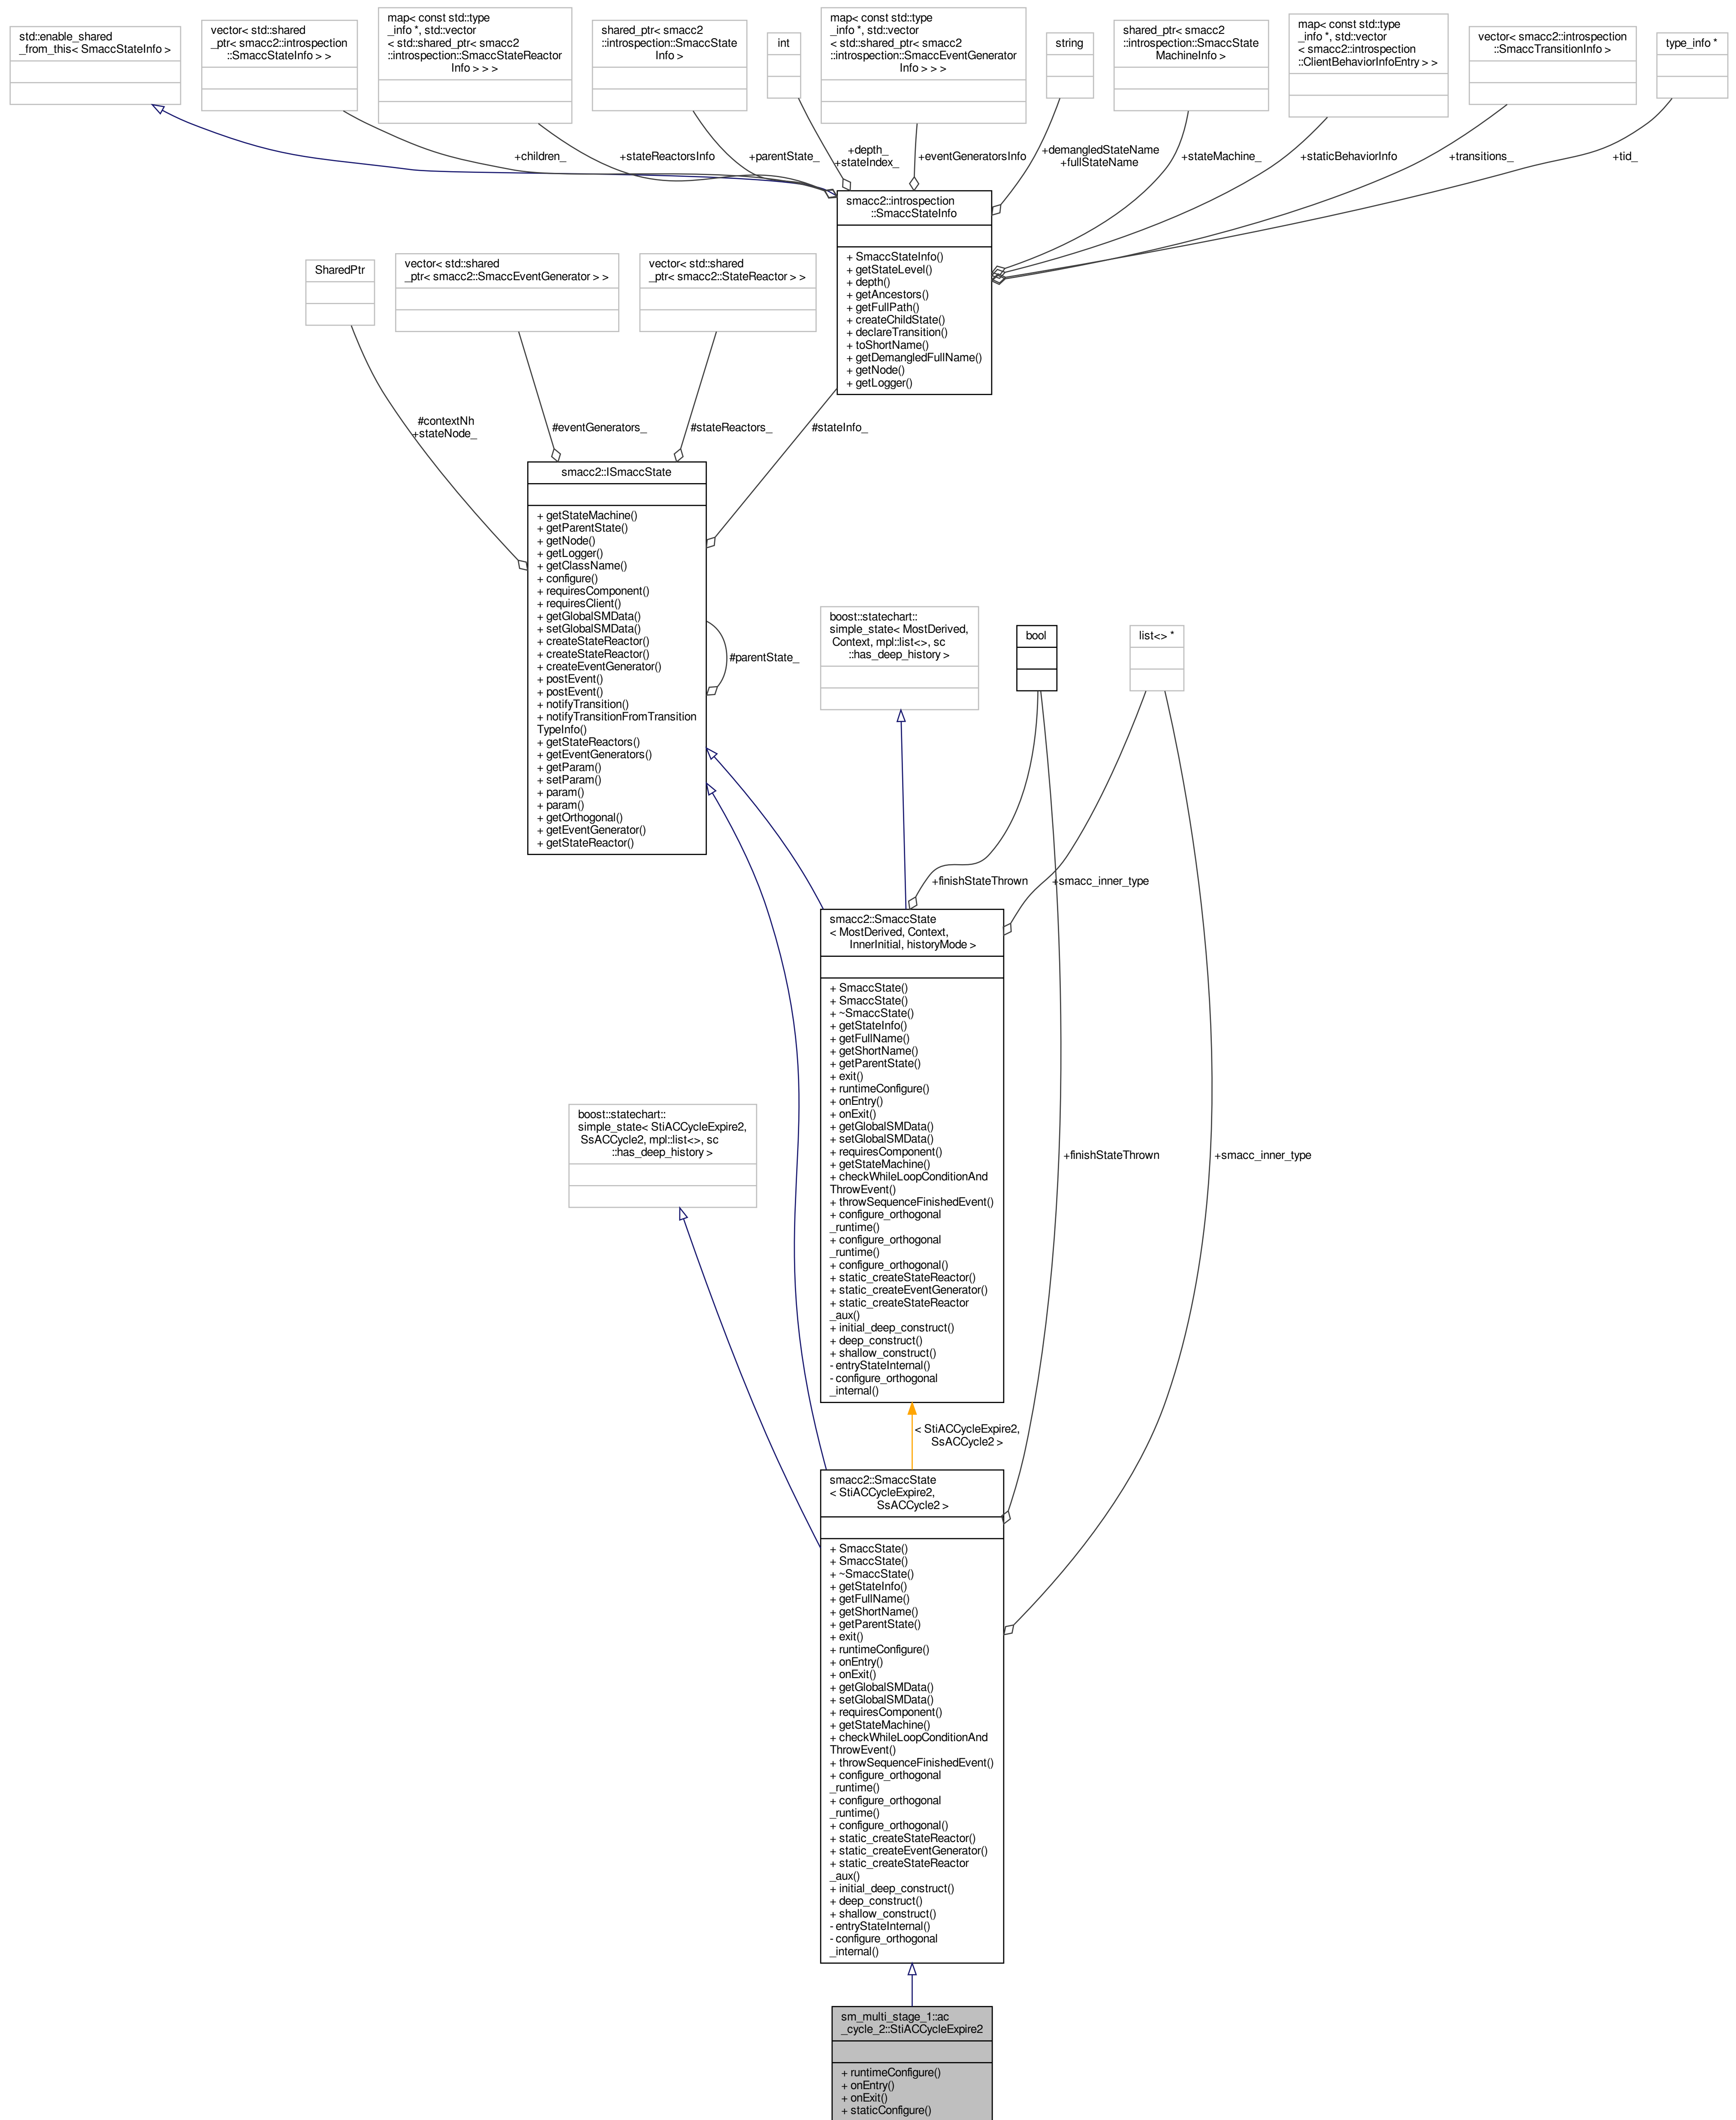 std::enable_shared
_from_this< SmaccStateInfo >
vector< std::shared
_ptr< smacc2::introspection
::SmaccStateInfo > >
map< const std::type
_info *, std::vector
< std::shared_ptr< smacc2
::introspection::SmaccStateReactor
Info > > >
shared_ptr< smacc2
::introspection::SmaccState
Info >
int
map< const std::type
_info *, std::vector
< std::shared_ptr< smacc2
::introspection::SmaccEventGenerator
Info > > >
string
shared_ptr< smacc2
::introspection::SmaccState
MachineInfo >
map< const std::type
_info *, std::vector
< smacc2::introspection
::ClientBehaviorInfoEntry > >
vector< smacc2::introspection
::SmaccTransitionInfo >
type_info *
+children_
+stateReactorsInfo
+parentState_
+depth_
+stateIndex_
+eventGeneratorsInfo
+demangledStateName
+fullStateName
+stateMachine_
+staticBehaviorInfo
+transitions_
+tid_
smacc2::introspection
::SmaccStateInfo
+ SmaccStateInfo()
+ getStateLevel()
+ depth()
+ getAncestors()
+ getFullPath()
+ createChildState()
+ declareTransition()
+ toShortName()
+ getDemangledFullName()
+ getNode()
+ getLogger()
SharedPtr
vector< std::shared
_ptr< smacc2::SmaccEventGenerator > >
vector< std::shared
_ptr< smacc2::StateReactor > >
#contextNh
+stateNode_
#eventGenerators_
#stateReactors_
#stateInfo_
smacc2::ISmaccState
+ getStateMachine()
+ getParentState()
+ getNode()
+ getLogger()
+ getClassName()
+ configure()
+ requiresComponent()
+ requiresClient()
+ getGlobalSMData()
+ setGlobalSMData()
+ createStateReactor()
+ createStateReactor()
+ createEventGenerator()
+ postEvent()
+ postEvent()
+ notifyTransition()
+ notifyTransitionFromTransition
TypeInfo()
+ getStateReactors()
+ getEventGenerators()
+ getParam()
+ setParam()
+ param()
+ param()
+ getOrthogonal()
+ getEventGenerator()
+ getStateReactor()
#parentState_
boost::statechart::
simple_state< MostDerived,
Context, mpl::list<>, sc
::has_deep_history >
bool
list<> *
+finishStateThrown
+smacc_inner_type
smacc2::SmaccState
< MostDerived, Context,
InnerInitial, historyMode >
+ SmaccState()
+ SmaccState()
+ ~SmaccState()
+ getStateInfo()
+ getFullName()
+ getShortName()
+ getParentState()
+ exit()
+ runtimeConfigure()
+ onEntry()
+ onExit()
+ getGlobalSMData()
+ setGlobalSMData()
+ requiresComponent()
+ getStateMachine()
+ checkWhileLoopConditionAnd
ThrowEvent()
+ throwSequenceFinishedEvent()
+ configure_orthogonal
_runtime()
+ configure_orthogonal
_runtime()
+ configure_orthogonal()
+ static_createStateReactor()
+ static_createEventGenerator()
+ static_createStateReactor
_aux()
+ initial_deep_construct()
+ deep_construct()
+ shallow_construct()
- entryStateInternal()
- configure_orthogonal
_internal()
boost::statechart::
simple_state< StiACCycleExpire2,
SsACCycle2, mpl::list<>, sc
::has_deep_history >
+finishStateThrown
+smacc_inner_type
< StiACCycleExpire2,
SsACCycle2 >
smacc2::SmaccState
< StiACCycleExpire2,
SsACCycle2 >
+ SmaccState()
+ SmaccState()
+ ~SmaccState()
+ getStateInfo()
+ getFullName()
+ getShortName()
+ getParentState()
+ exit()
+ runtimeConfigure()
+ onEntry()
+ onExit()
+ getGlobalSMData()
+ setGlobalSMData()
+ requiresComponent()
+ getStateMachine()
+ checkWhileLoopConditionAnd
ThrowEvent()
+ throwSequenceFinishedEvent()
+ configure_orthogonal
_runtime()
+ configure_orthogonal
_runtime()
+ configure_orthogonal()
+ static_createStateReactor()
+ static_createEventGenerator()
+ static_createStateReactor
_aux()
+ initial_deep_construct()
+ deep_construct()
+ shallow_construct()
- entryStateInternal()
- configure_orthogonal
_internal()
sm_multi_stage_1::ac
_cycle_2::StiACCycleExpire2
+ runtimeConfigure()
+ onEntry()
+ onExit()
+ staticConfigure()